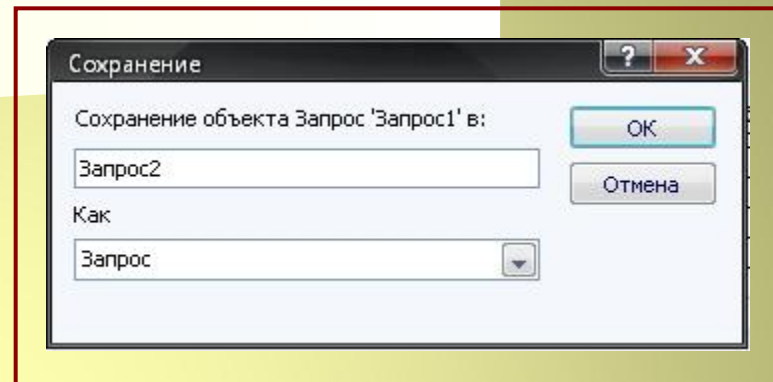 Сохранение
Сохранение объекта Запрос 'Запрос1' в:
Запрос2
Как
Запрос
ОК
Отмена